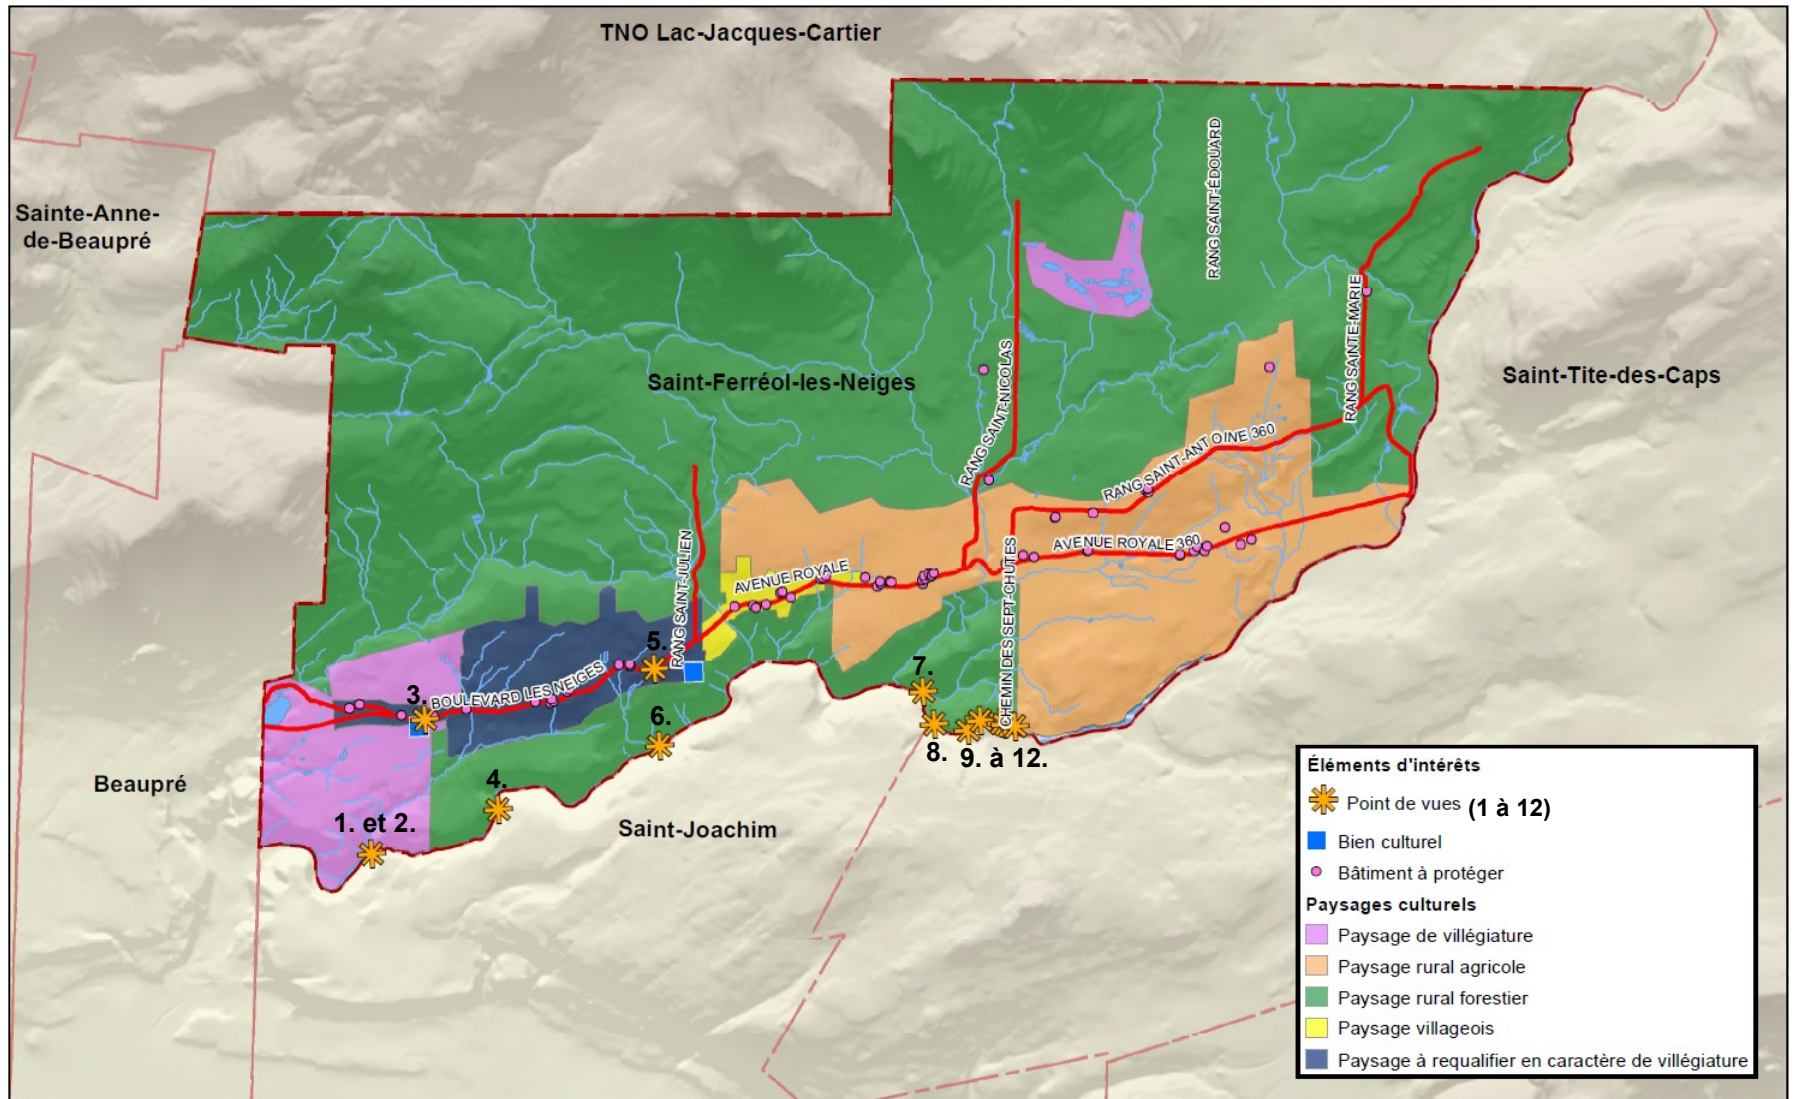 TNO Lac-Jacques-Cartier
Sainte-Anne-
de-Beaupré
RANG SAINT-ÉDOUARD
RANG SAINTE-MARIE
RANG SAINT-NICOLAS
Saint-Ferréol-les-Neiges
Saint-Tite-des-Caps
RANG SAINT-ANTOINE 360
RANG SAINT-JULIEN
AVENUE ROYALE
AVENUE ROYALE 360
CHEMIN DES SEPT-CHUTES
BOULEVARD LES NEIGES
5.
7.
3.
6.
8.
9. à 12.
4.
Beaupré
1. et 2.
Saint-Joachim
Éléments d'intérêts
Point de vues (1 à 12)
Bien culturel
Bâtiment à protéger
Paysages culturels
Paysage de villégiature
Paysage rural agricole
Paysage rural forestier
Paysage villageois
Paysage à requalifier en caractère de villégiature